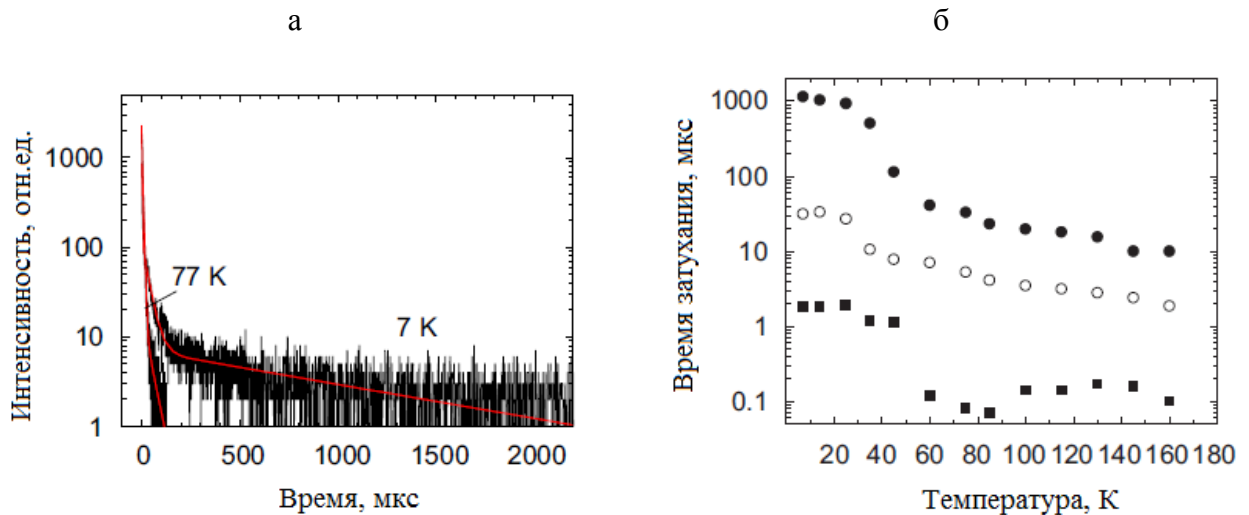 а
б
Интенсивность, отн.ед.
1000
100
10
1
77 K
7 K
0
500
1000
1500
2000
Время, мкс
Время затухания, мкс
1000
100
10
1
0.1
20 40 60 80 100 120 140 160 180
Температура, К